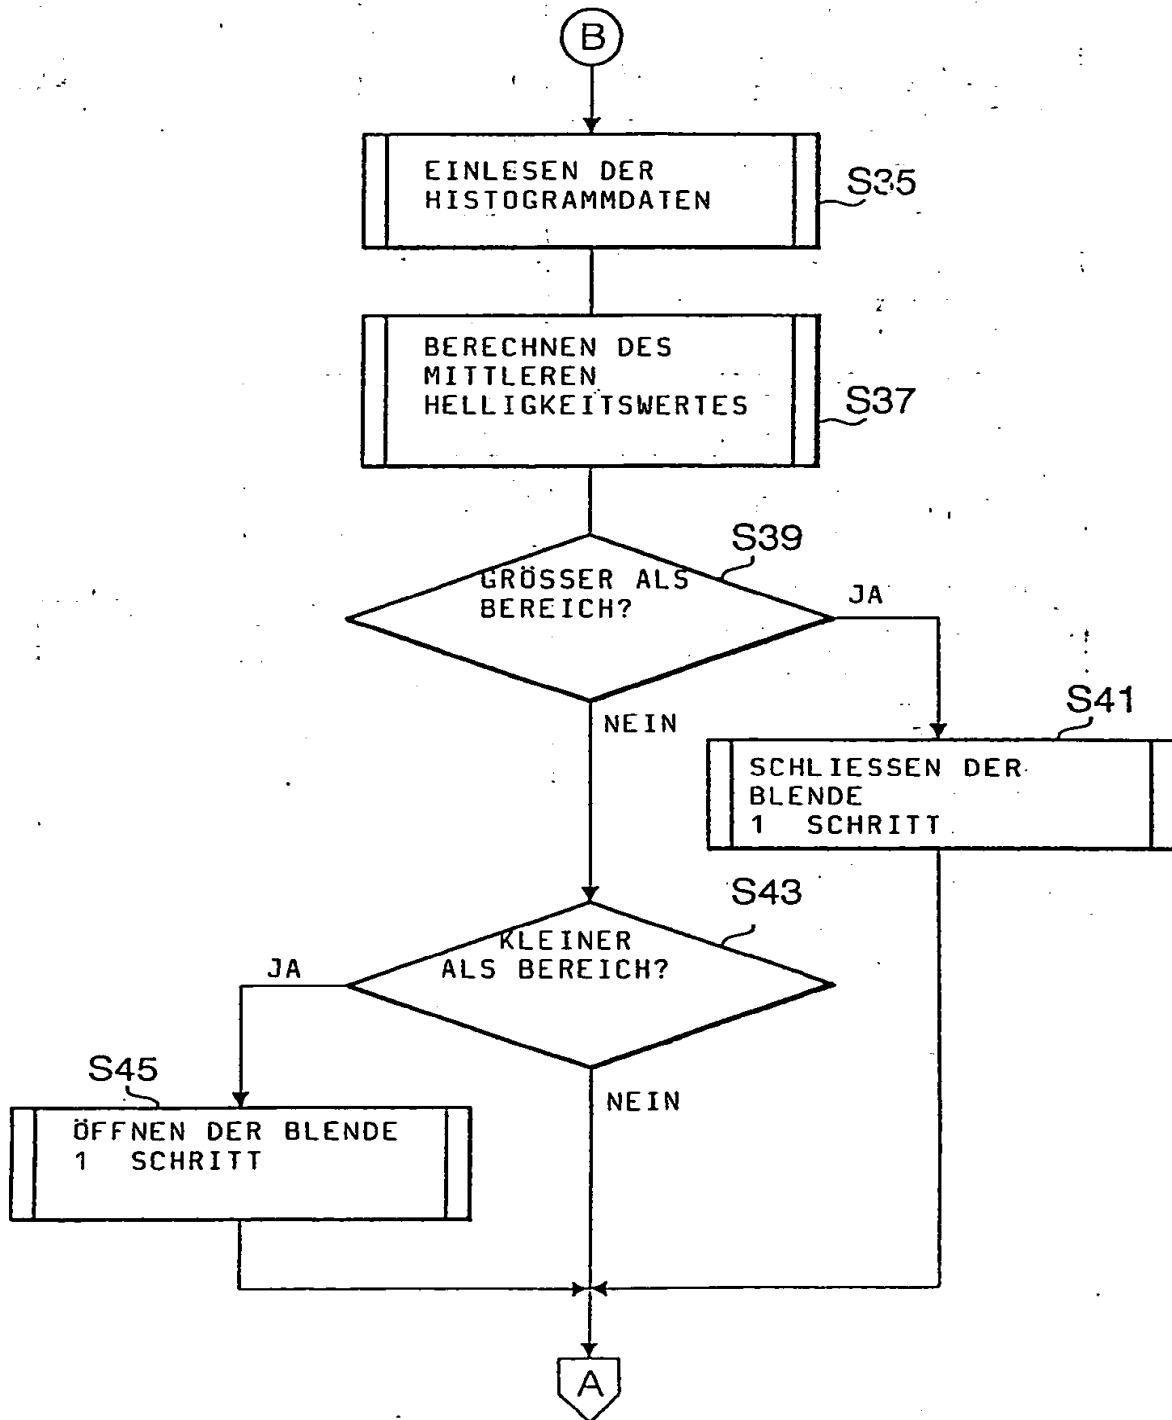 B
EINLESEN DER
HISTOGRAMMDATEN
S35
BERECHNEN DES
MITTLEREN
HELLIGKEITSWERTES
S37
S39
GRÖSSER ALS
BEREICH?
JA
NEIN
S41
SCHLIESSEN DER
BLENDE
1 SCHRITT
S43
KLEINER
ALS BEREICH?
JA
NEIN
S45
ÖFFNEN DER BLENDE
1 SCHRITT
A